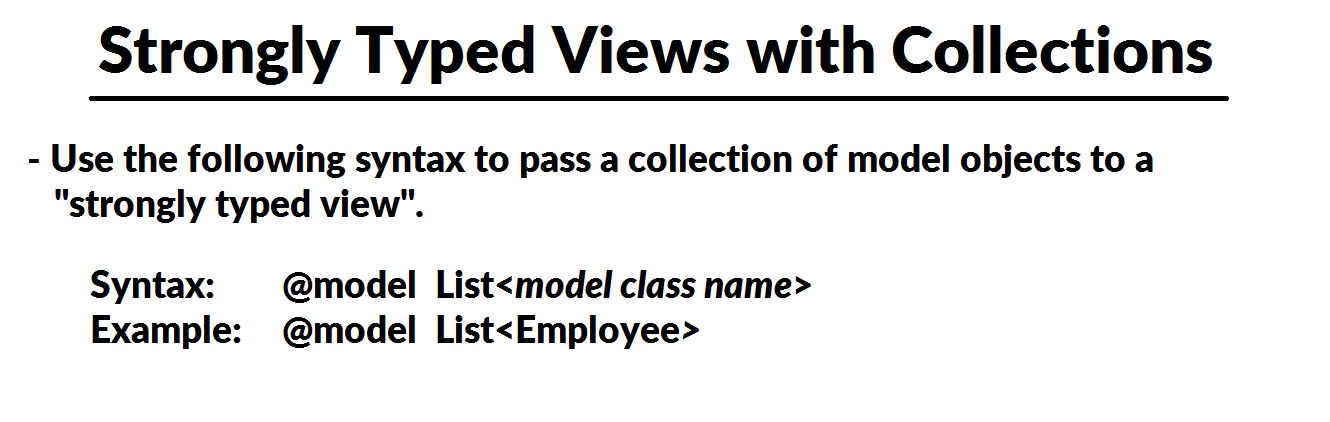 Strongly Typed Views with Collections
- Use the following syntax to pass a collection of model objects to a
"strongly typed view".
Syntax: @model List<model class name>
Example: @model List<Employee>